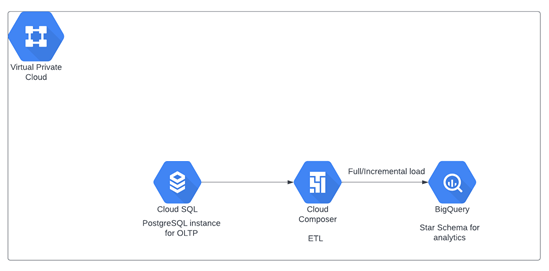 Virtual Private
Cloud
Full/Incremental load
Cloud SQL
PostgreSQL instance
for OLTP
Cloud
Composer
ETL
BigQuery
Star Schema for
analytics